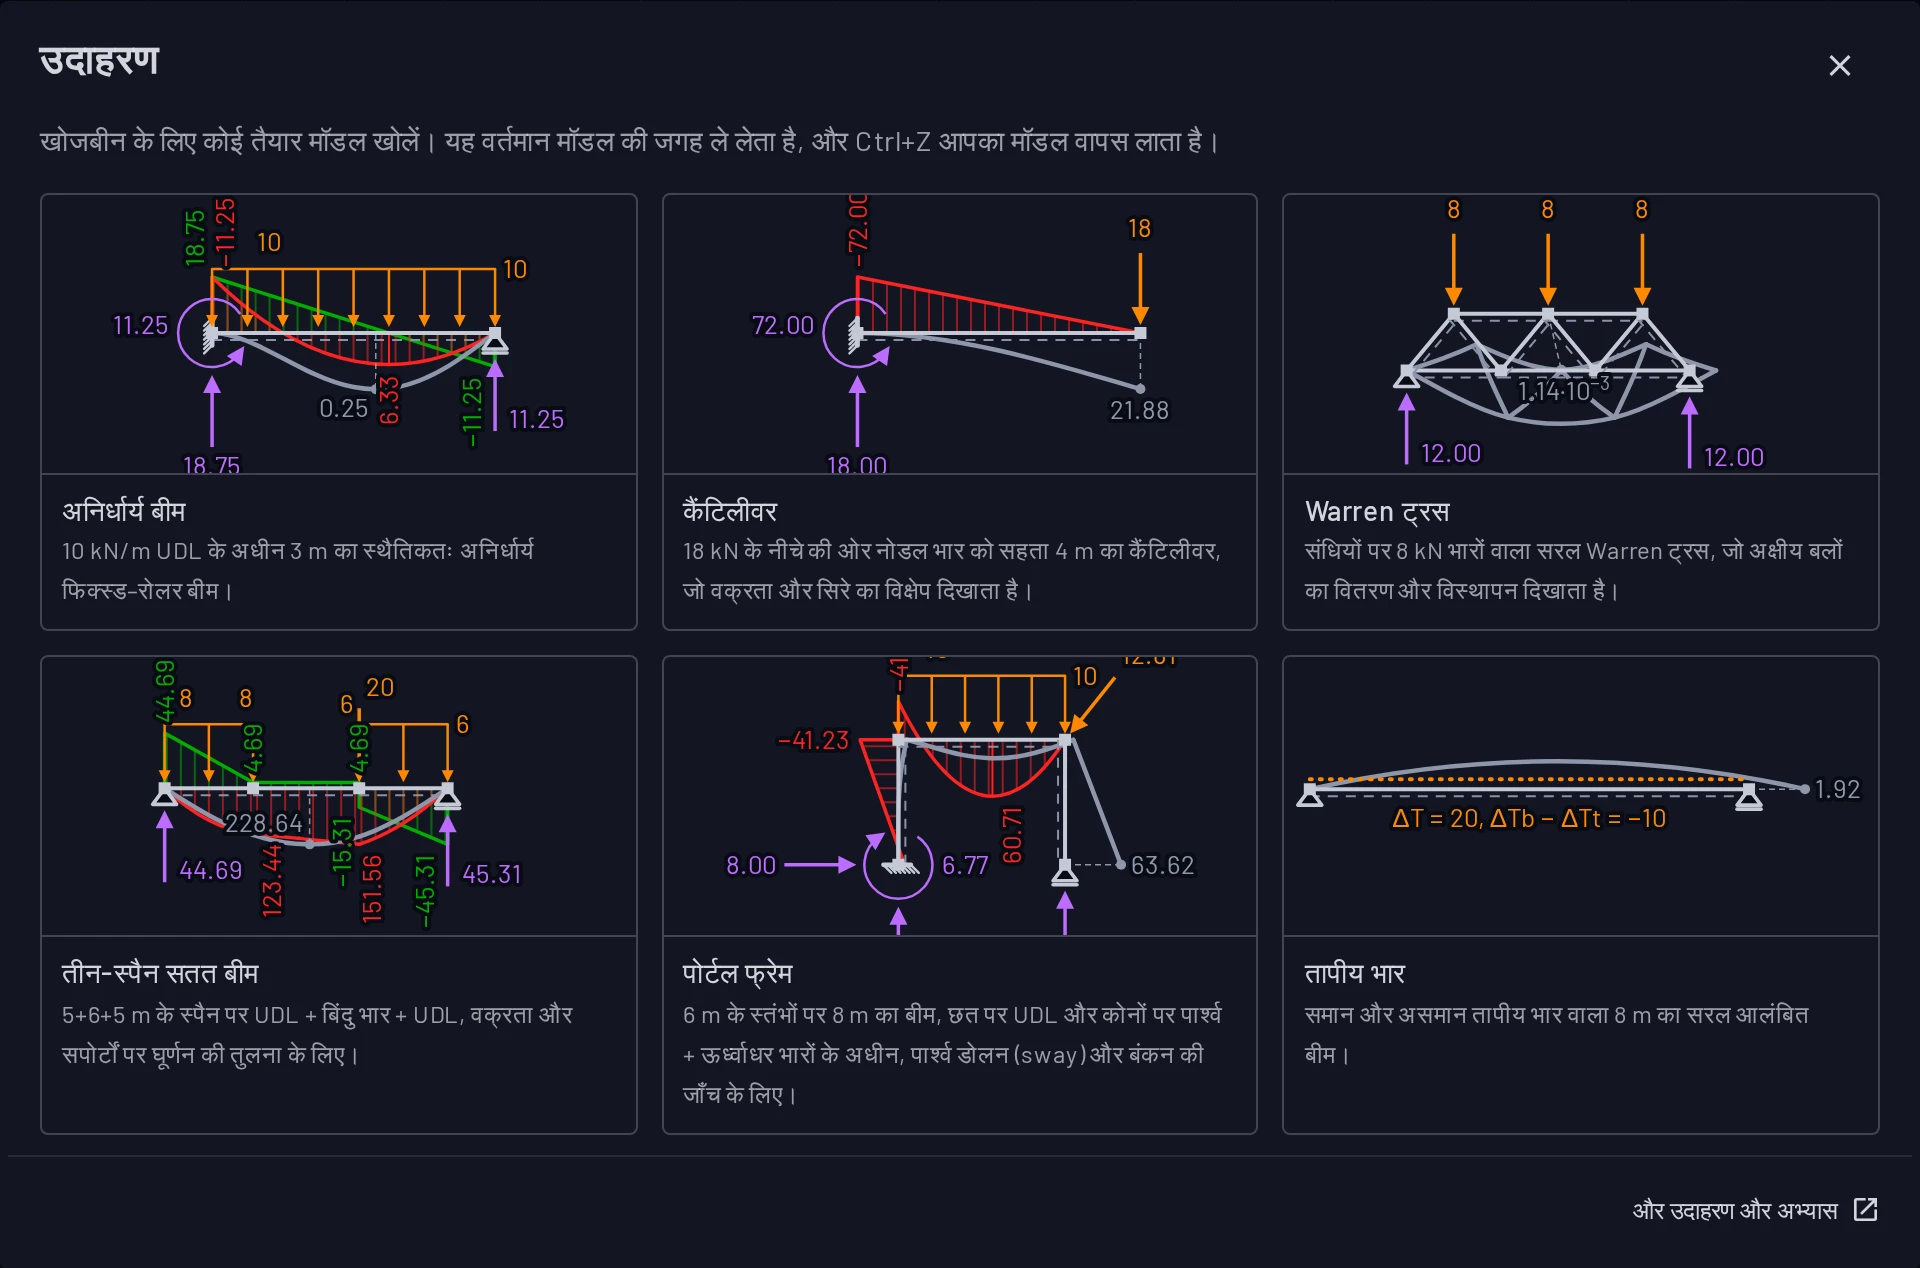 उदाहरण
खोजबीन के लिए कोई तैयार मॉडल खोलें। यह वर्तमान मॉडल की जगह ले लेता है, और Ctrl+Z आपका मॉडल वापस लाता है।
18.75
−11.25
10
10
11.25
0.25
6.33
−11.25
11.25
18.75
अनिर्धार्य बीम
10 kN/m UDL के अधीन 3 m का स्थैतिकतः अनिर्धार्य
फिक्स्ड-रोलर बीम।
−72.00
18
72.00
21.88
18.00
कैंटिलीवर
18 kN के नीचे की ओर नोडल भार को सहता 4 m का कैंटिलीवर,
जो वक्रता और सिरे का विक्षेप दिखाता है।
8
8
8
1.14·10⁻³
12.00
12.00
Warren ट्रस
संधियों पर 8 kN भारों वाला सरल Warren ट्रस, जो अक्षीय बलों
का वितरण और विस्थापन दिखाता है।
44.69
8
8
4.69
6
20
4.69
6
228.64
44.69
123.44
−15.31
151.56
−45.31
45.31
तीन-स्पैन सतत बीम
5+6+5 m के स्पैन पर UDL + बिंदु भार + UDL, वक्रता और
सपोर्टों पर घूर्णन की तुलना के लिए।
10
−41.23
60.71
8.00
6.77
63.62
पोर्टल फ्रेम
6 m के स्तंभों पर 8 m का बीम, छत पर UDL और कोनों पर पार्श्व
+ ऊर्ध्वाधर भारों के अधीन, पार्श्व डोलन (sway) और बंकन की
जाँच के लिए।
1.92
ΔT = 20, ΔTb − ΔTt = −10
तापीय भार
समान और असमान तापीय भार वाला 8 m का सरल आलंबित
बीम।
और उदाहरण और अभ्यास